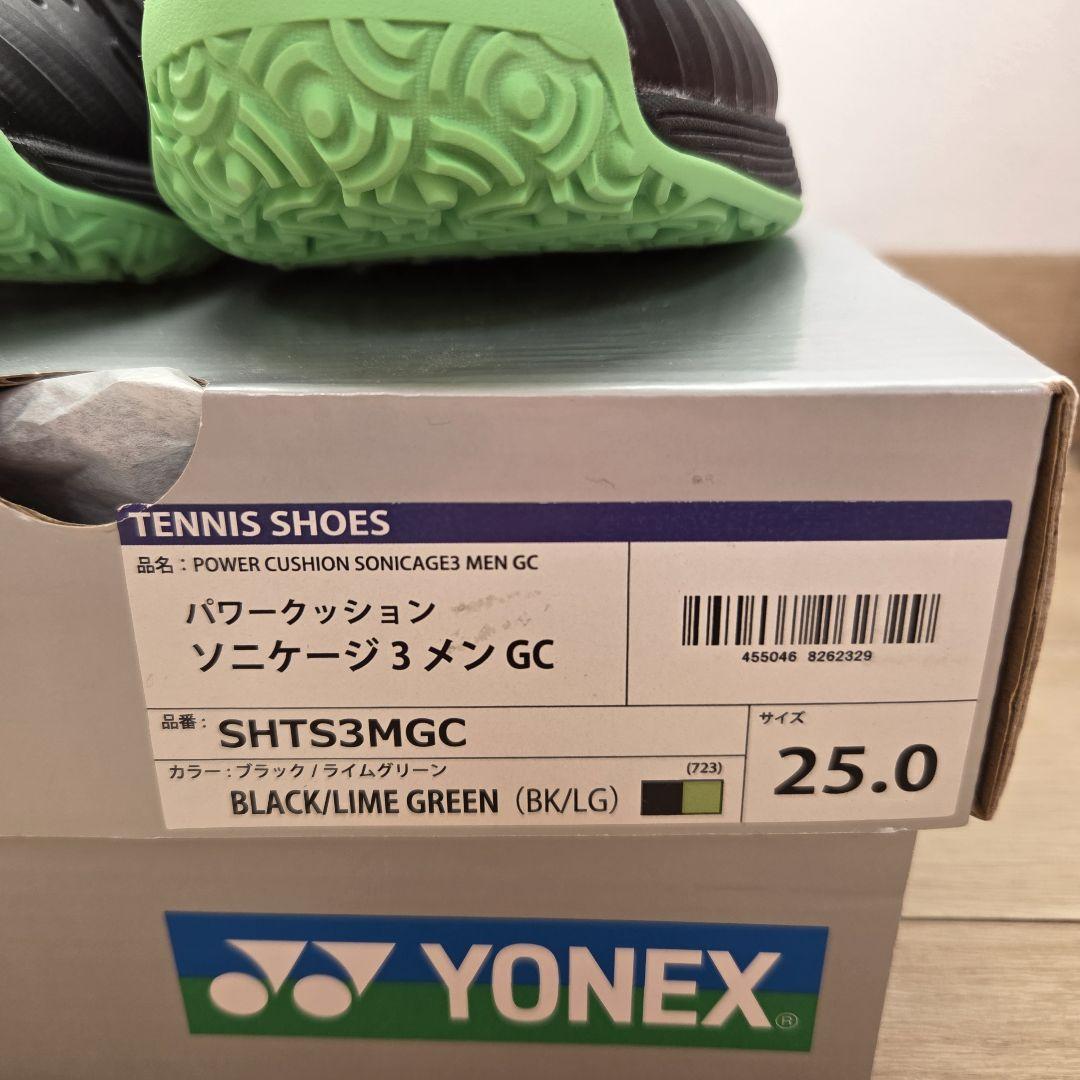 TENNIS SHOES
品名：POWER CUSHION SONICAGE3 MEN GC
パワークッション
ソニケージ 3 メン GC
455046 8262329
品番： SHTS3MGC
サイズ
25.0
カラー：ブラック / ライムグリーン
(723)
BLACK/LIME GREEN（BK/LG）
YONEX®